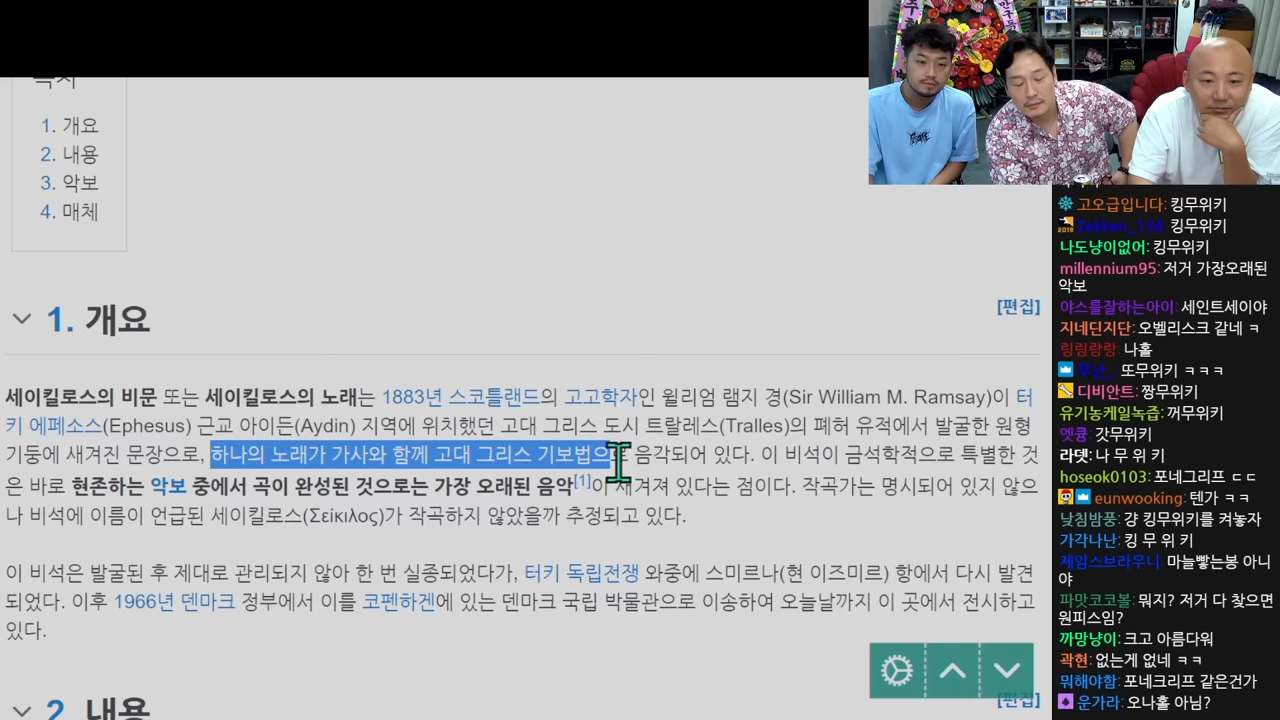 목차
1. 개요
2. 내용
3. 악보
4. 매체
1. 개요
[편집]
세이킬로스의 비문 또는 세이킬로스의 노래는 1883년 스코틀랜드의 고고학자인 윌리엄 램지 경(Sir William M. Ramsay)이 터
키 에페소스(Ephesus) 근교 아이든(Aydin) 지역에 위치했던 고대 그리스 도시 트랄레스(Tralles)의 폐허 유적에서 발굴한 원형
기둥에 새겨진 문장으로, 하나의 노래가 가사와 함께 고대 그리스 기보법으로 음각되어 있다. 이 비석이 금석학적으로 특별한 것
은 바로 현존하는 악보 중에서 곡이 완성된 것으로는 가장 오래된 음악[1]이 새겨져 있다는 점이다. 작곡가는 명시되어 있지 않으
나 비석에 이름이 언급된 세이킬로스(Σείκιλος)가 작곡하지 않았을까 추정되고 있다.
이 비석은 발굴된 후 제대로 관리되지 않아 한 번 실종되었다가, 터키 독립전쟁 와중에 스미르나(현 이즈미르) 항에서 다시 발견
되었다. 이후 1966년 덴마크 정부에서 이를 코펜하겐에 있는 덴마크 국립 박물관으로 이송하여 오늘날까지 이 곳에서 전시하고
있다.
2. 내용
[편집]
고오급입니다: 킹무위키
Zekken_134: 킹무위키
나도냥이없어: 킹무위키
millennium95: 저거 가장오래된
악보
야스를잘하는아이: 세인트세이야
지네딘지단: 오벨리스크 같네 ㅋ
림림랑랑: 나홀
무난_: 또무위키 ㅋㅋㅋ
디비안트: 짱무위키
유기농케일녹즙: 꺼무위키
엣큥: 갓무위키
라뎃: 나 무 위 키
hoseok0103: 포네그리프 ㄷㄷ
eunwooking: 텐가 ㅋㅋ
낮침밤풍: 걍 킹무위키를 켜놓자
가각나난: 킹 무 위 키
제임스브라우니: 마늘빻는봉 아니
야
파맛코코볼: 뭐지? 저거 다 찾으면
원피스임?
까망냥이: 크고 아름다워
곽현: 없는게 없네 ㅋㅋ
뭐해야함: 포네크리프 같은건가
운가라: 오나홀 아님?